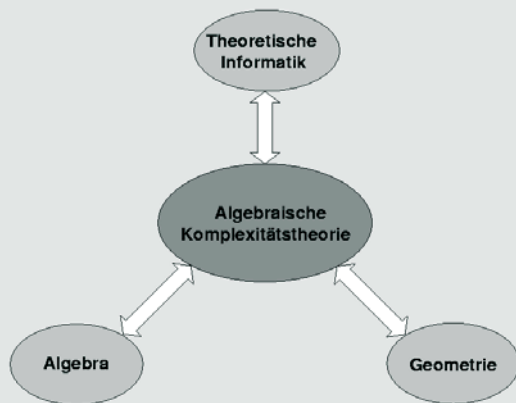 Theoretische
Informatik
Algebraische
Komplexitätstheorie
Algebra
Geometrie